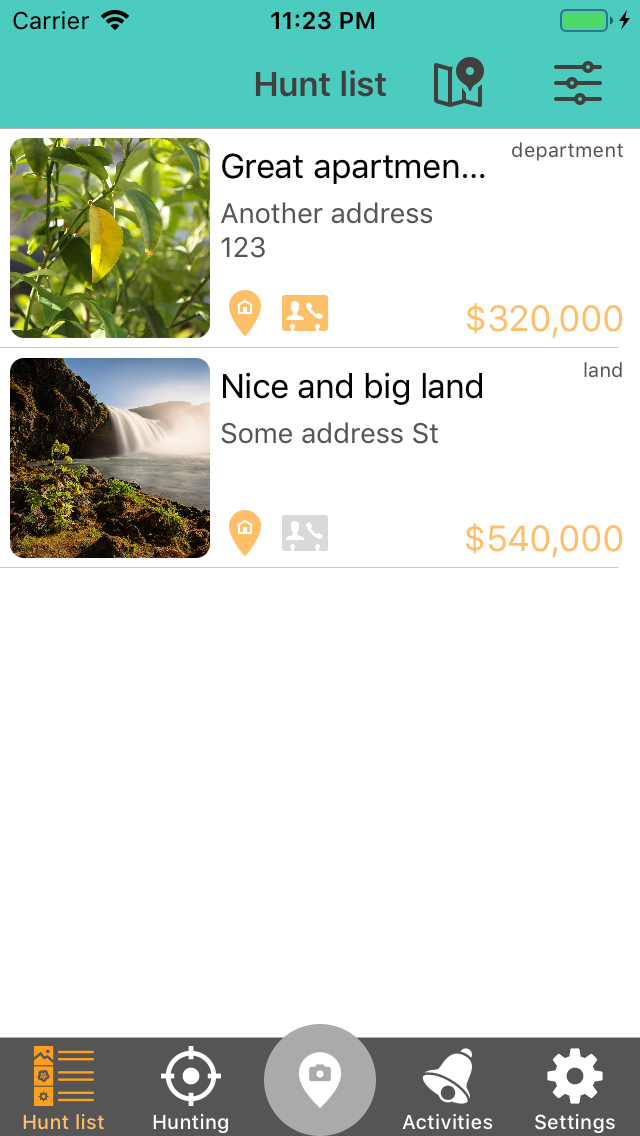 Carrier 11:23 PM
Hunt list
Great apartmen... department
Another address
123
$320,000
Nice and big land land
Some address St
$540,000
Hunt list Hunting Activities Settings